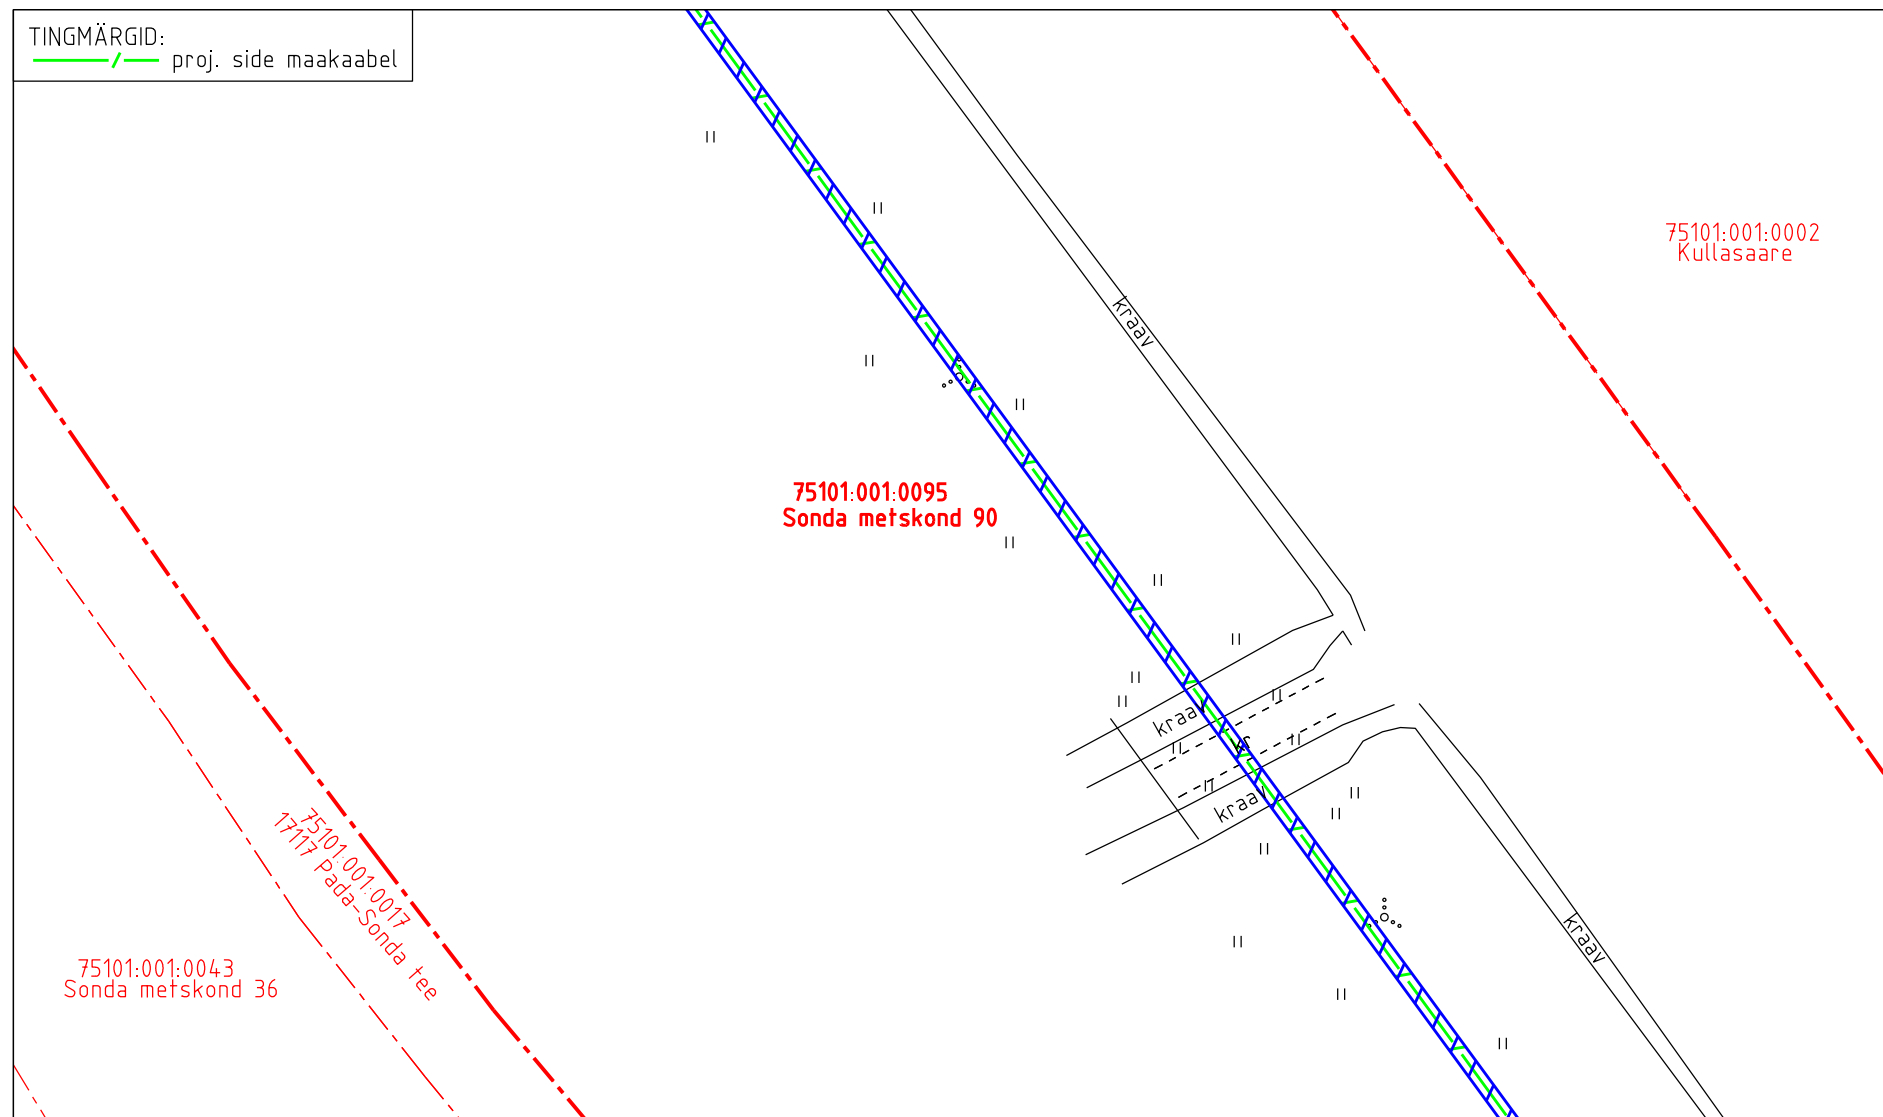 TINGMÄRGID:
proj. side maakaabel
75101:001:0002
Kullasaare
kraav
75101:001:0095
Sonda metskond 90
kraav
kr
kraav
75101:001:0017
17117 Pada-Sonda tee
kraav
75101:001:0043
Sonda metskond 36